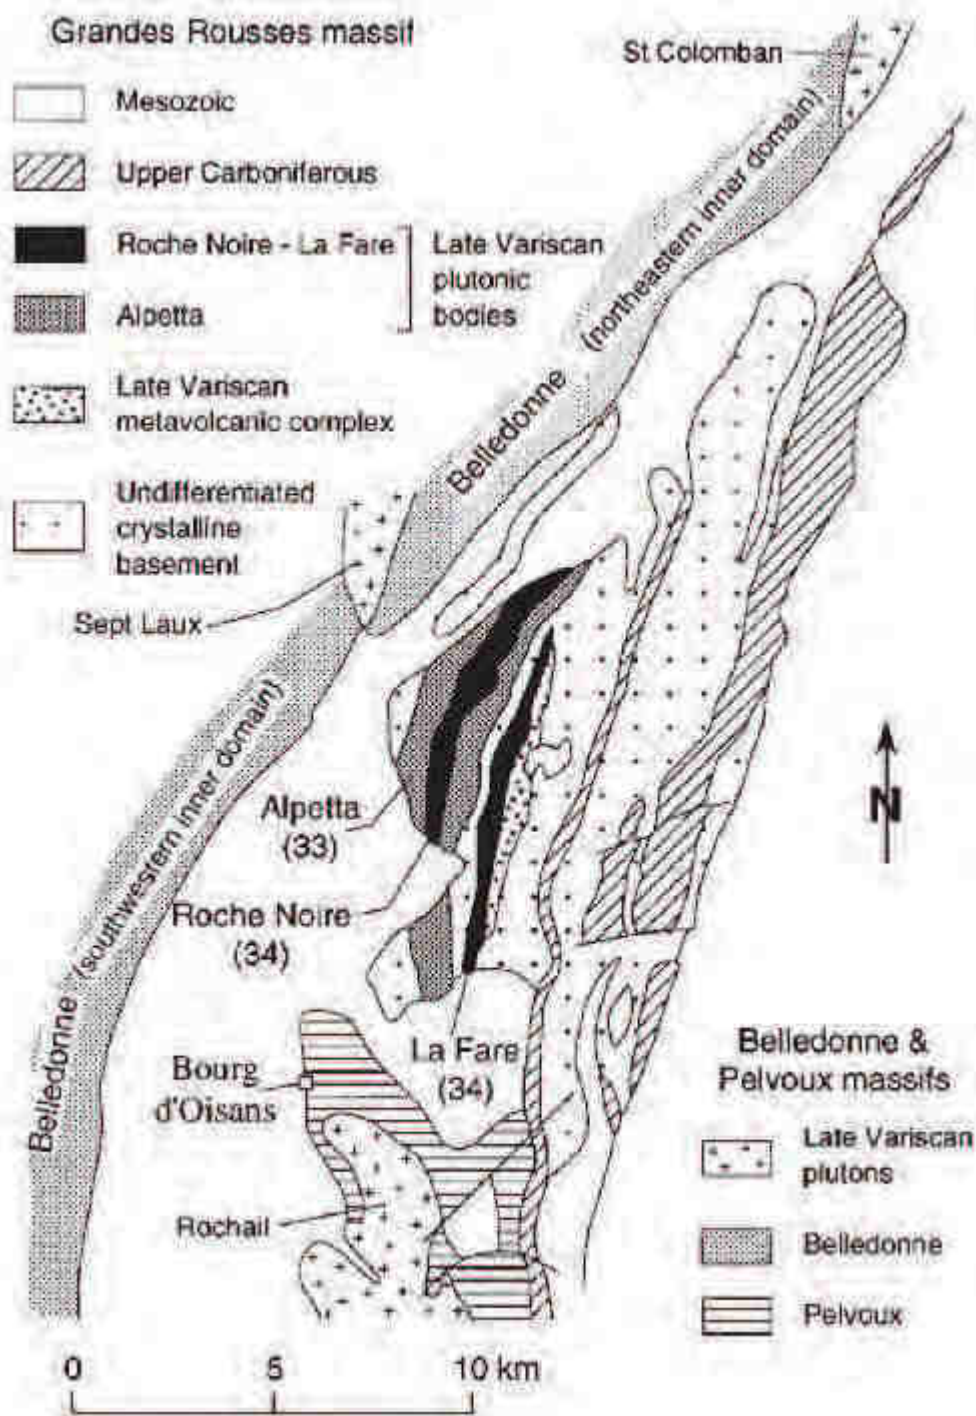 Grandes Rousses massif
Mesozoic
Upper Carboniferous
Roche Noire - La Fare
Alpetta
Late Variscan
plutonic
bodies
Late Variscan
metavolcanic complex
Undifferentiated
crystalline
basement
St Colomban
(northeastern inner domain)
Belledonne
Sept Laux
(southwestern inner domain)
Belledonne
Alpetta
(33)
Roche Noire
(34)
La Fare
(34)
N
Bourg
d'Oisans
Rochail
Belledonne &
Pelvoux massifs
Late Variscan
plutons
Belledonne
Pelvoux
0 5 10 km